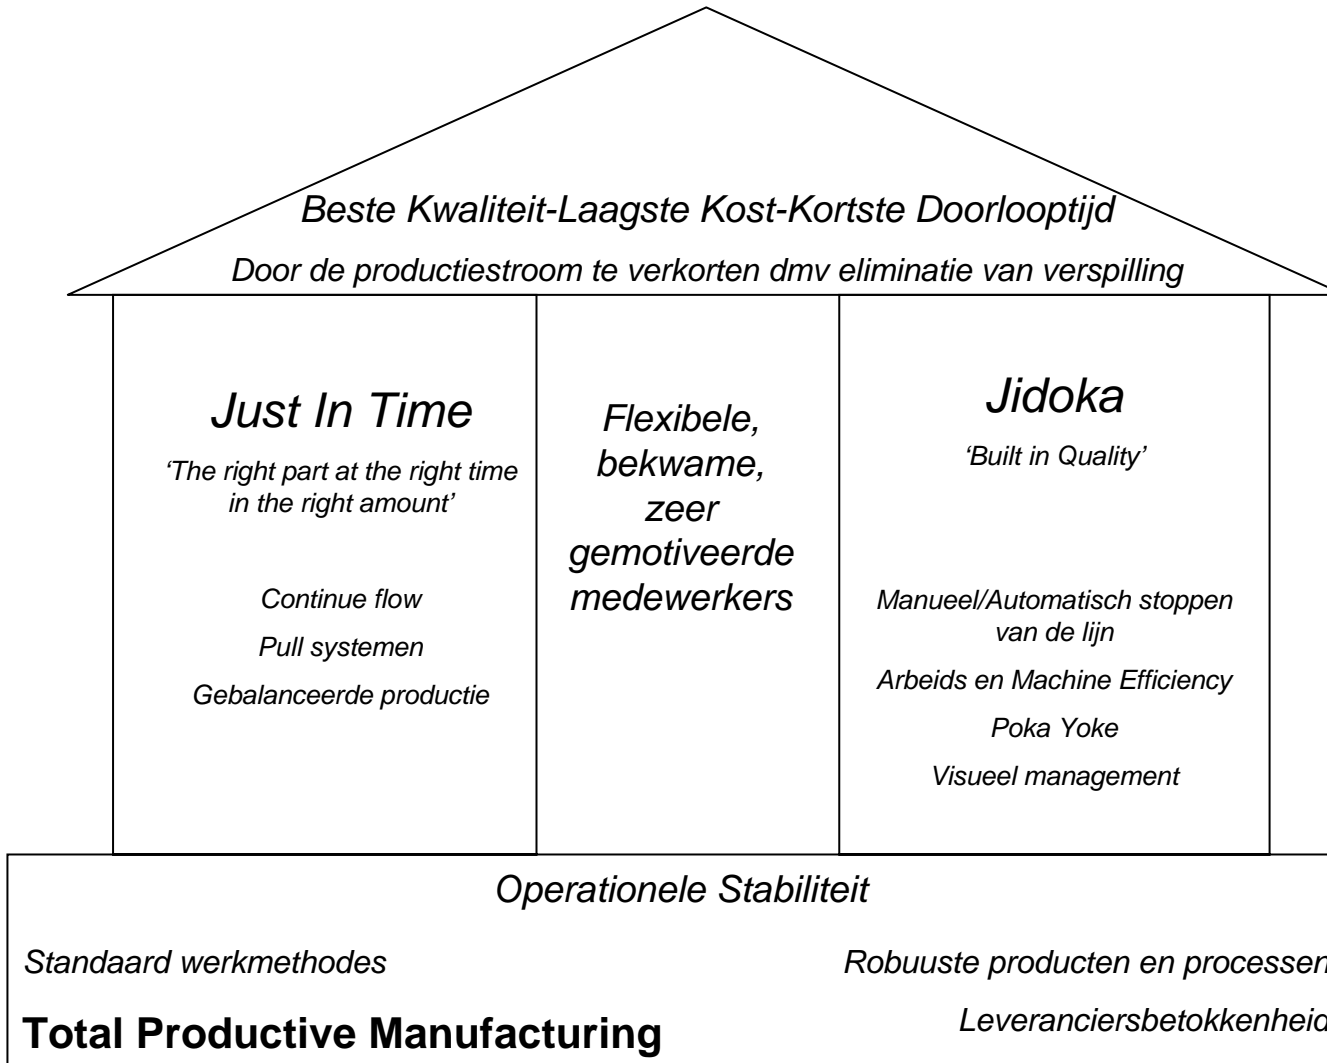 Beste Kwaliteit-Laagste Kost-Kortste Doorlooptijd
Door de productiestroom te verkorten dmv eliminatie van verspilling
Just In Time
‘The right part at the right time
in the right amount’
Continue flow
Pull systemen
Gebalanceerde productie
Flexibele,
bekwame,
zeer
gemotiveerde
medewerkers
Jidoka
‘Built in Quality’
Manueel/Automatisch stoppen
van de lijn
Arbeids en Machine Efficiency
Poka Yoke
Visueel management
Operationele Stabiliteit
Standaard werkmethodes
Total Productive Manufacturing
Robuuste producten en processen
Leveranciersbetokkenheid